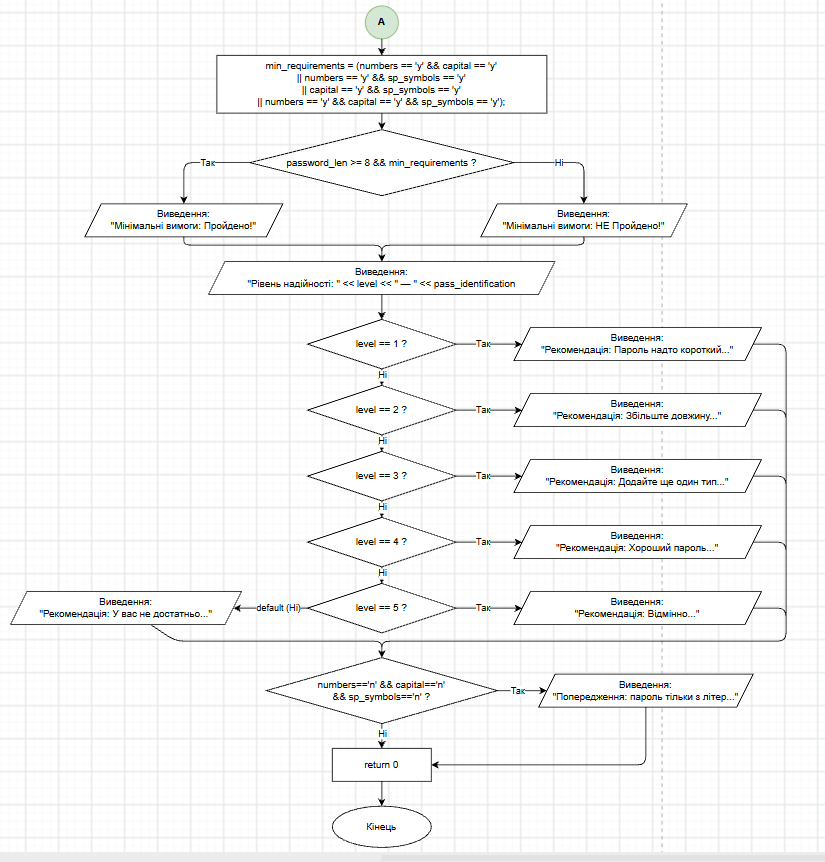 A
min_requirements = (numbers == 'y' && capital == 'y'
|| numbers == 'y' && sp_symbols == 'y'
|| capital == 'y' && sp_symbols == 'y'
|| numbers == 'y' && capital == 'y' && sp_symbols == 'y');
password_len >= 8 && min_requirements ?
Так
Ні
Виведення:
"Мінімальні вимоги: Пройдено!"
Виведення:
"Мінімальні вимоги: НЕ Пройдено!"
Виведення:
"Рівень надійності: " << level << " — " << pass_identification
level == 1 ?
Так
Виведення:
"Рекомендація: Пароль надто короткий..."
Ні
level == 2 ?
Так
Виведення:
"Рекомендація: Збільште довжину..."
Ні
level == 3 ?
Так
Виведення:
"Рекомендація: Додайте ще один тип..."
Ні
level == 4 ?
Так
Виведення:
"Рекомендація: Хороший пароль..."
Ні
Виведення:
"Рекомендація: У вас не достатньо..."
default (Ні)
level == 5 ?
Так
Виведення:
"Рекомендація: Відмінно..."
numbers=='n' && capital=='n'
&& sp_symbols=='n' ?
Так
Виведення:
"Попередження: пароль тільки з літер..."
Ні
return 0
Кінець